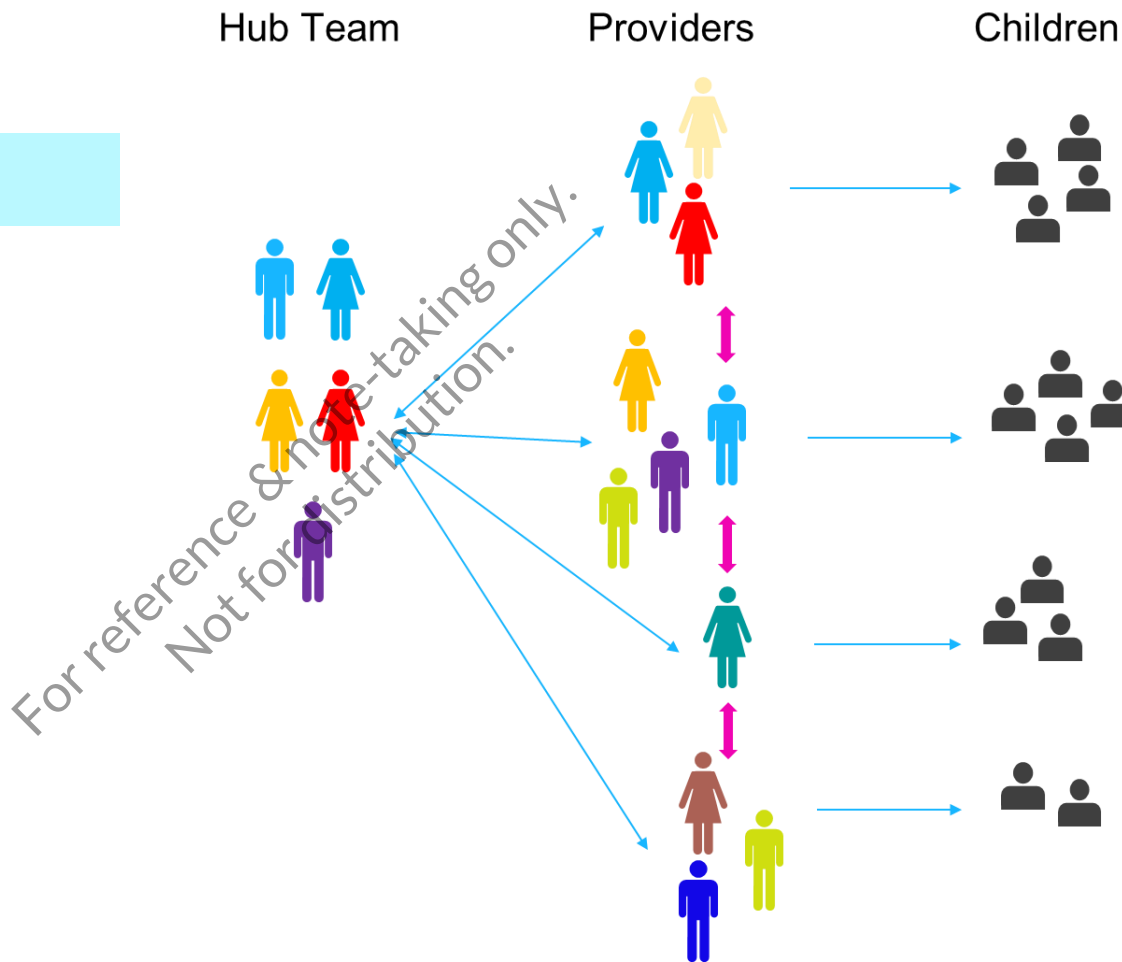 Hub Team
Providers
Children
For reference & note-taking only.
Not for distribution.